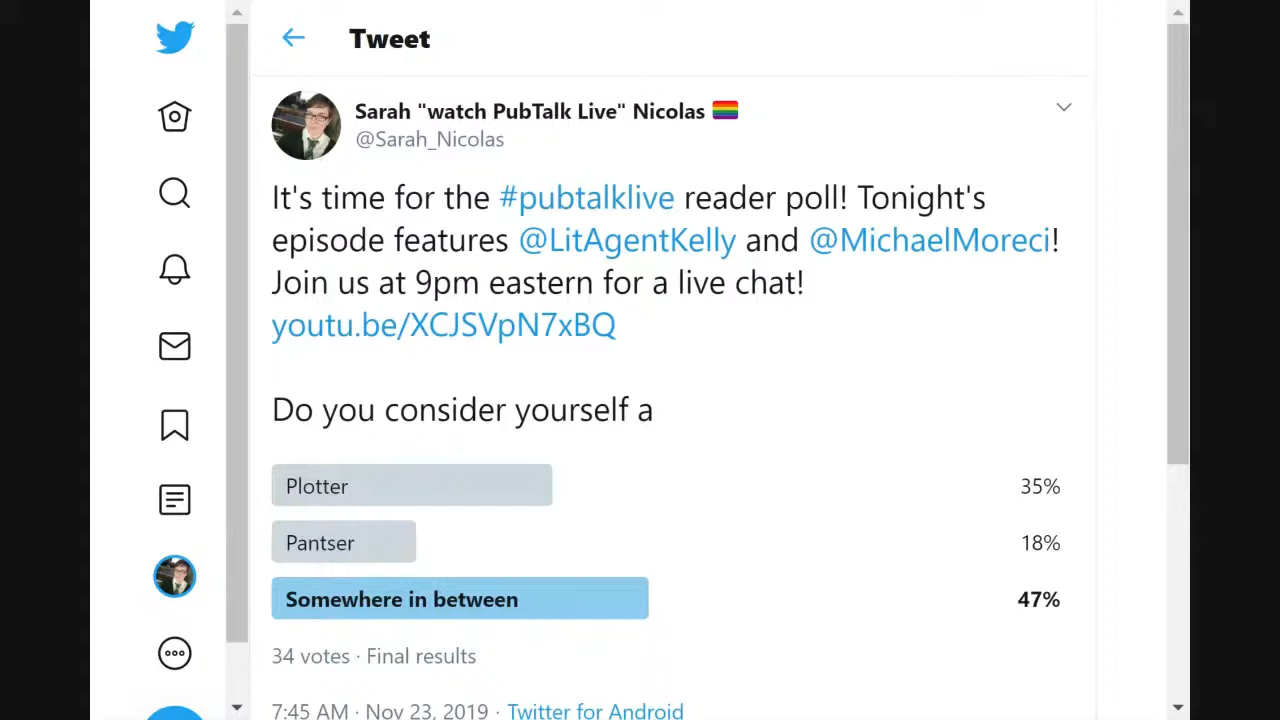 Tweet
Sarah "watch PubTalk Live" Nicolas 🏳️‍🌈
@Sarah_Nicolas
It's time for the #pubtalklive reader poll! Tonight's
episode features @LitAgentKelly and @MichaelMoreci!
Join us at 9pm eastern for a live chat!
youtu.be/XCJSVpN7xBQ
Do you consider yourself a
Plotter 35%
Pantser 18%
Somewhere in between 47%
34 votes · Final results
7:45 AM · Nov 23, 2019 · Twitter for Android